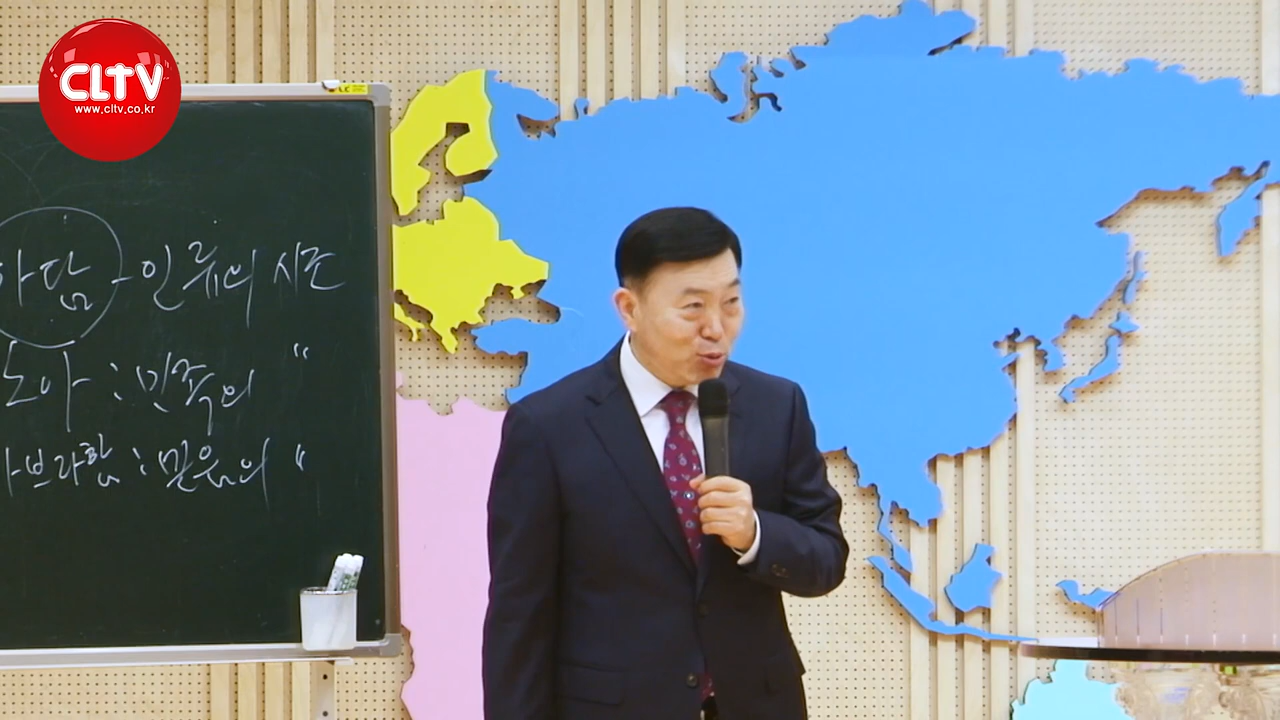 CLTV
www.cltv.co.kr
아담 - 인류의 시조
노아 : 민족의 "
아브라함 : 믿음의 "